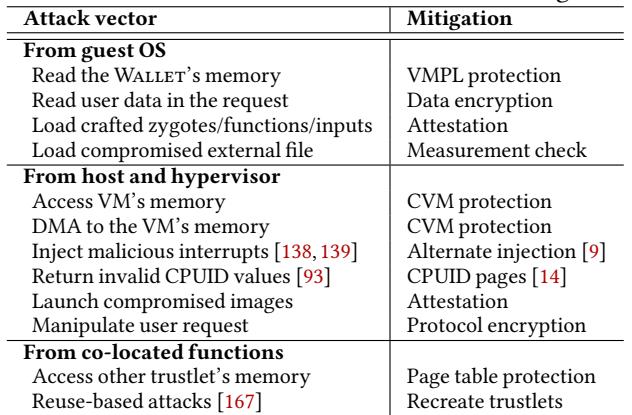 Attack vector Mitigation
From guest OS
Read the WALLET's memory VMPL protection
Read user data in the request Data encryption
Load crafted zygotes/functions/inputs Attestation
Load compromised external file Measurement check
From host and hypervisor
Access VM's memory CVM protection
DMA to the VM's memory CVM protection
Inject malicious interrupts [138, 139] Alternate injection [9]
Return invalid CPUID values [93] CPUID pages [14]
Launch compromised images Attestation
Manipulate user request Protocol encryption
From co-located functions
Access other trustlet's memory Page table protection
Reuse-based attacks [167] Recreate trustlets